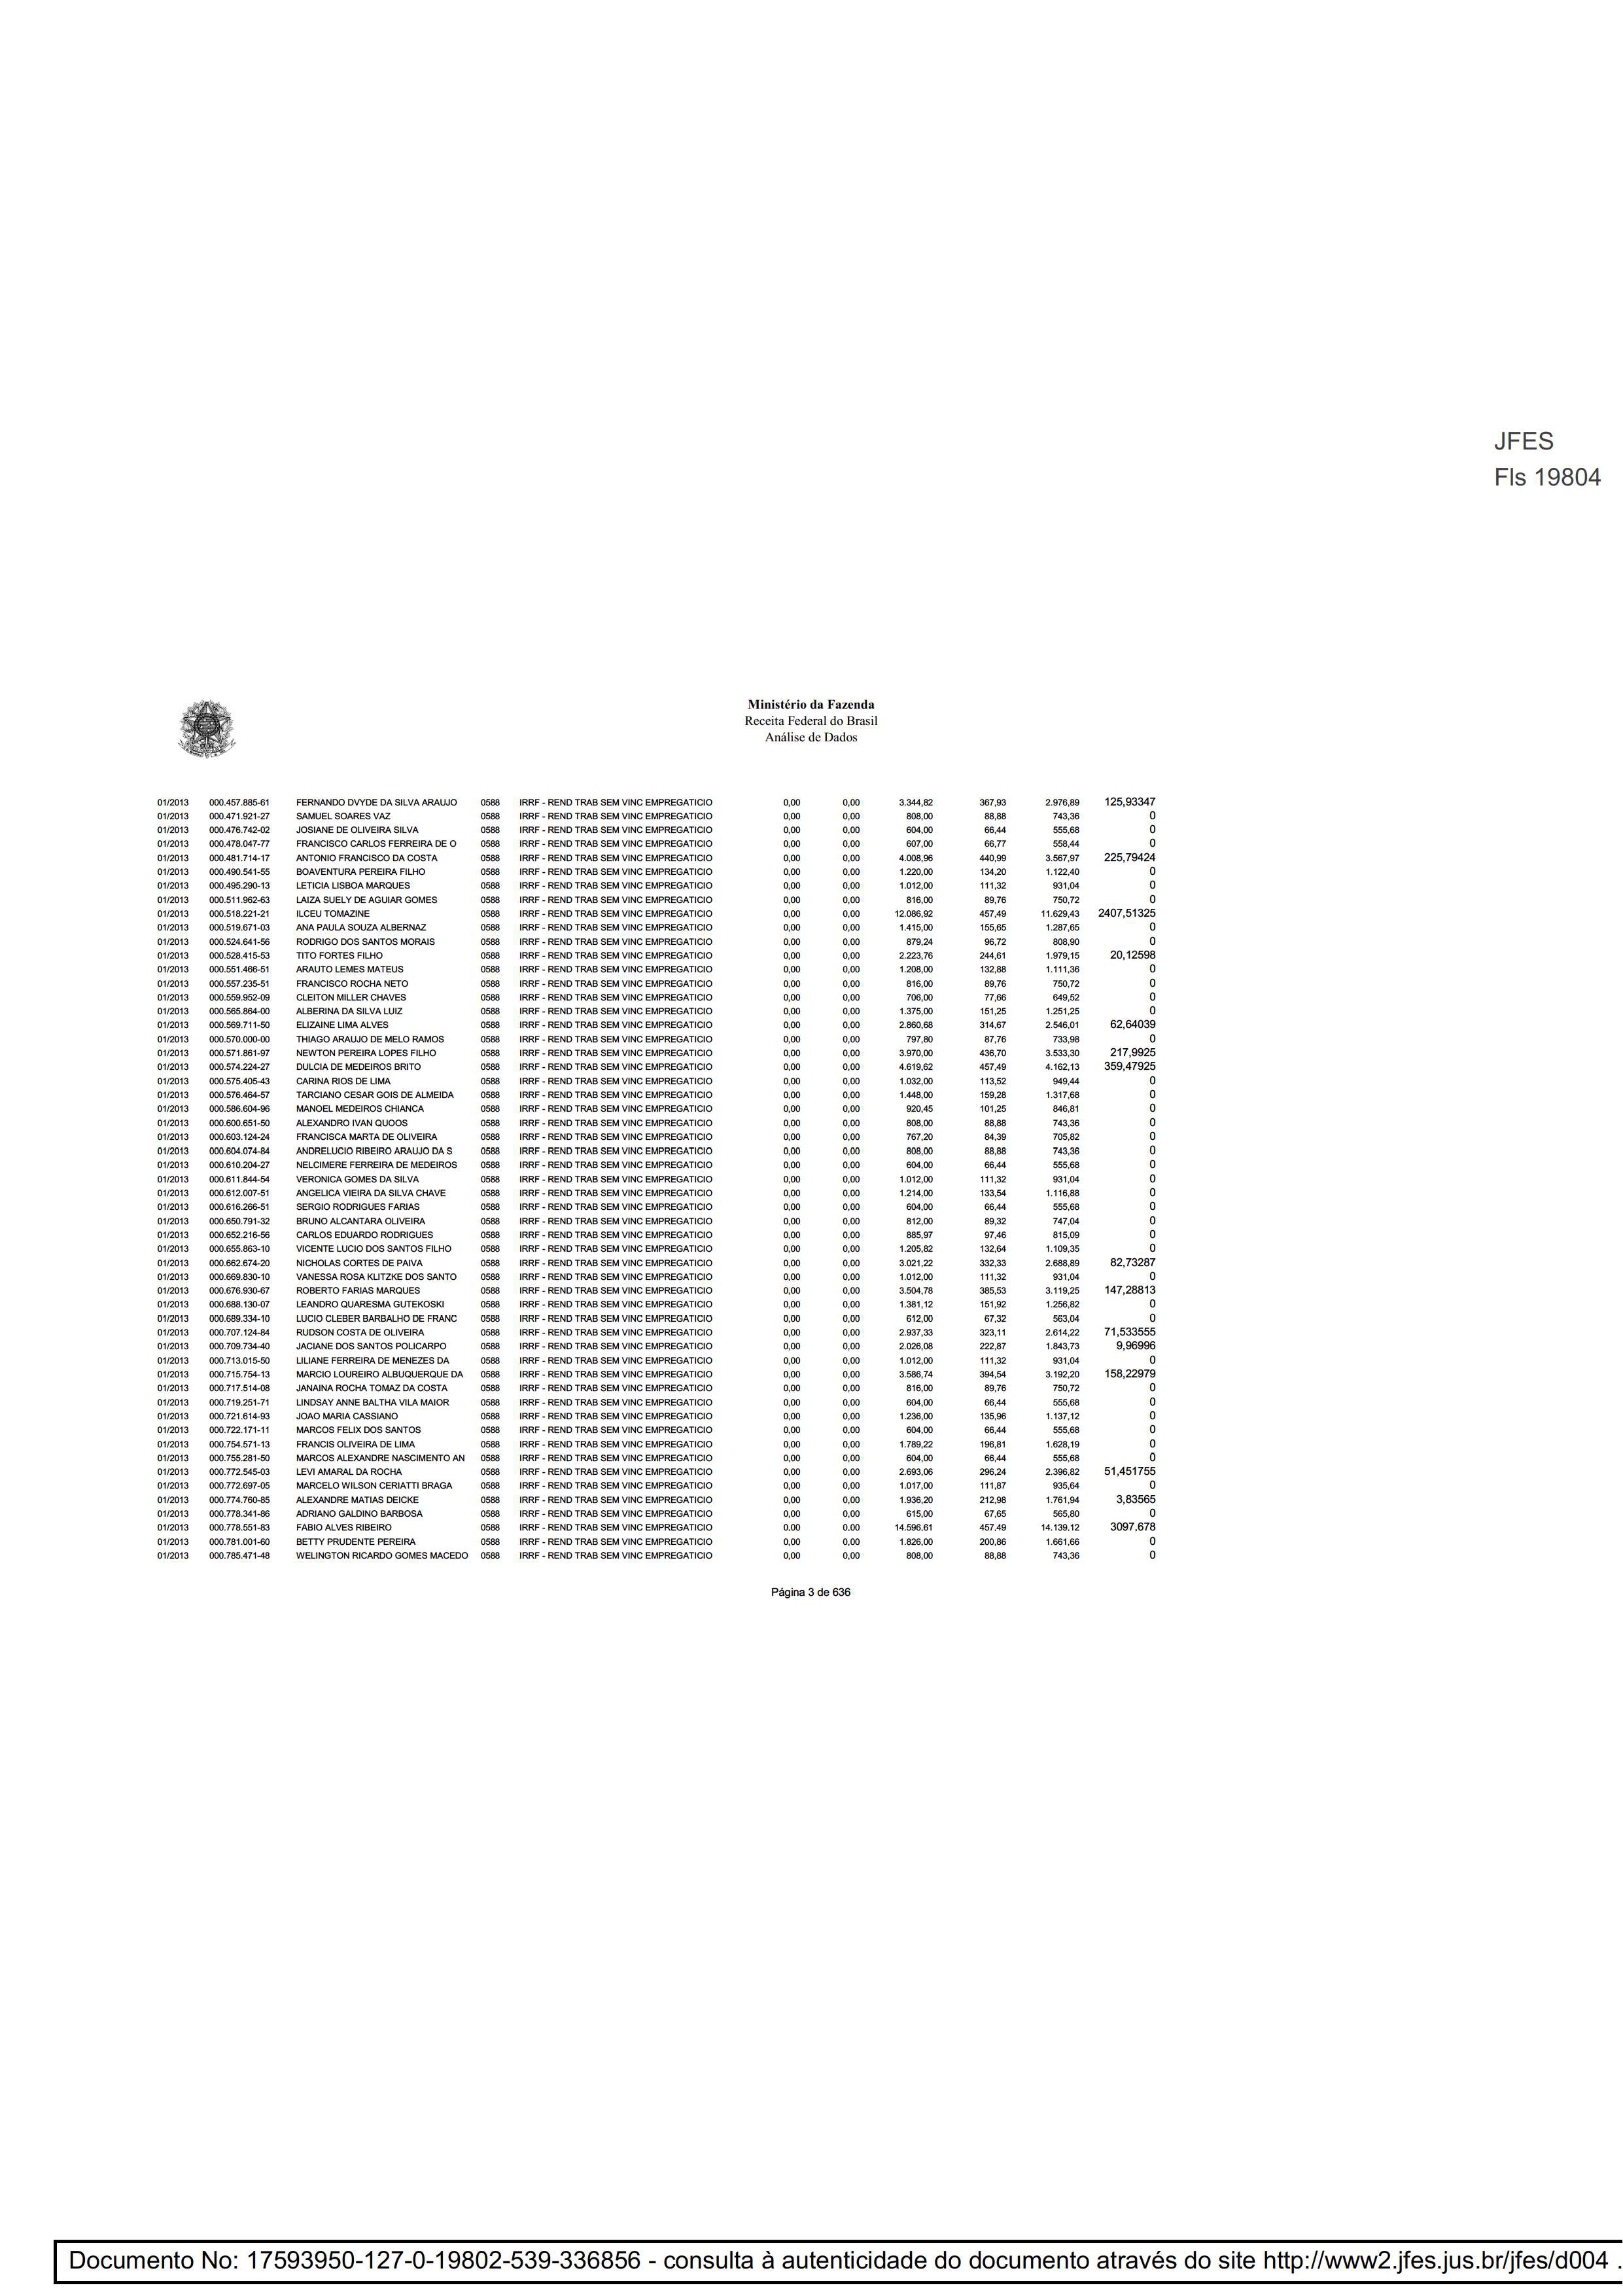 JFES
Fls 19804
Ministério da Fazenda
Receita Federal do Brasil
Análise de Dados
01/2013 000.457.885-61 FERNANDO DVYDE DA SILVA ARAUJO 0588 IRRF - REND TRAB SEM VINC EMPREGATICIO 0,00 0,00 3.344,82 367,93 2.976,89 125,93347
01/2013 000.471.921-27 SAMUEL SOARES VAZ 0588 IRRF - REND TRAB SEM VINC EMPREGATICIO 0,00 0,00 808,00 88,88 743,36 0
01/2013 000.476.742-02 JOSIANE DE OLIVEIRA SILVA 0588 IRRF - REND TRAB SEM VINC EMPREGATICIO 0,00 0,00 604,00 66,44 555,68 0
01/2013 000.478.047-77 FRANCISCO CARLOS FERREIRA DE O 0588 IRRF - REND TRAB SEM VINC EMPREGATICIO 0,00 0,00 607,00 66,77 558,44 0
01/2013 000.481.714-17 ANTONIO FRANCISCO DA COSTA 0588 IRRF - REND TRAB SEM VINC EMPREGATICIO 0,00 0,00 4.008,96 440,99 3.567,97 225,79424
01/2013 000.490.541-55 BOAVENTURA PEREIRA FILHO 0588 IRRF - REND TRAB SEM VINC EMPREGATICIO 0,00 0,00 1.220,00 134,20 1.122,40 0
01/2013 000.495.290-13 LETICIA LISBOA MARQUES 0588 IRRF - REND TRAB SEM VINC EMPREGATICIO 0,00 0,00 1.012,00 111,32 931,04 0
01/2013 000.511.962-63 LAIZA SUELY DE AGUIAR GOMES 0588 IRRF - REND TRAB SEM VINC EMPREGATICIO 0,00 0,00 816,00 89,76 750,72 0
01/2013 000.518.221-21 ILCEU TOMAZINE 0588 IRRF - REND TRAB SEM VINC EMPREGATICIO 0,00 0,00 12.086,92 457,49 11.629,43 2407,51325
01/2013 000.519.671-03 ANA PAULA SOUZA ALBERNAZ 0588 IRRF - REND TRAB SEM VINC EMPREGATICIO 0,00 0,00 1.415,00 155,65 1.287,65 0
01/2013 000.524.641-56 RODRIGO DOS SANTOS MORAIS 0588 IRRF - REND TRAB SEM VINC EMPREGATICIO 0,00 0,00 879,24 96,72 808,90 0
01/2013 000.528.415-53 TITO FORTES FILHO 0588 IRRF - REND TRAB SEM VINC EMPREGATICIO 0,00 0,00 2.223,76 244,61 1.979,15 20,12598
01/2013 000.551.466-51 ARAUTO LEMES MATEUS 0588 IRRF - REND TRAB SEM VINC EMPREGATICIO 0,00 0,00 1.208,00 132,88 1.111,36 0
01/2013 000.557.235-51 FRANCISCO ROCHA NETO 0588 IRRF - REND TRAB SEM VINC EMPREGATICIO 0,00 0,00 816,00 89,76 750,72 0
01/2013 000.559.952-09 CLEITON MILLER CHAVES 0588 IRRF - REND TRAB SEM VINC EMPREGATICIO 0,00 0,00 706,00 77,66 649,52 0
01/2013 000.565.864-00 ALBERINA DA SILVA LUIZ 0588 IRRF - REND TRAB SEM VINC EMPREGATICIO 0,00 0,00 1.375,00 151,25 1.251,25 0
01/2013 000.569.711-50 ELIZAINE LIMA ALVES 0588 IRRF - REND TRAB SEM VINC EMPREGATICIO 0,00 0,00 2.860,68 314,67 2.546,01 62,64039
01/2013 000.570.000-00 THIAGO ARAUJO DE MELO RAMOS 0588 IRRF - REND TRAB SEM VINC EMPREGATICIO 0,00 0,00 797,80 87,76 733,98 0
01/2013 000.571.861-97 NEWTON PEREIRA LOPES FILHO 0588 IRRF - REND TRAB SEM VINC EMPREGATICIO 0,00 0,00 3.970,00 436,70 3.533,30 217,9925
01/2013 000.574.224-27 DULCIA DE MEDEIROS BRITO 0588 IRRF - REND TRAB SEM VINC EMPREGATICIO 0,00 0,00 4.619,62 457,49 4.162,13 359,47925
01/2013 000.575.405-43 CARINA RIOS DE LIMA 0588 IRRF - REND TRAB SEM VINC EMPREGATICIO 0,00 0,00 1.032,00 113,52 949,44 0
01/2013 000.576.464-57 TARCIANO CESAR GOIS DE ALMEIDA 0588 IRRF - REND TRAB SEM VINC EMPREGATICIO 0,00 0,00 1.448,00 159,28 1.317,68 0
01/2013 000.586.604-96 MANOEL MEDEIROS CHIANCA 0588 IRRF - REND TRAB SEM VINC EMPREGATICIO 0,00 0,00 920,45 101,25 846,81 0
01/2013 000.600.651-50 ALEXANDRO IVAN QUOOS 0588 IRRF - REND TRAB SEM VINC EMPREGATICIO 0,00 0,00 808,00 88,88 743,36 0
01/2013 000.603.124-24 FRANCISCA MARTA DE OLIVEIRA 0588 IRRF - REND TRAB SEM VINC EMPREGATICIO 0,00 0,00 767,20 84,39 705,82 0
01/2013 000.604.074-84 ANDRELUCIO RIBEIRO ARAUJO DA S 0588 IRRF - REND TRAB SEM VINC EMPREGATICIO 0,00 0,00 808,00 88,88 743,36 0
01/2013 000.610.204-27 NELCIMERE FERREIRA DE MEDEIROS 0588 IRRF - REND TRAB SEM VINC EMPREGATICIO 0,00 0,00 604,00 66,44 555,68 0
01/2013 000.611.844-54 VERONICA GOMES DA SILVA 0588 IRRF - REND TRAB SEM VINC EMPREGATICIO 0,00 0,00 1.012,00 111,32 931,04 0
01/2013 000.612.007-51 ANGELICA VIEIRA DA SILVA CHAVE 0588 IRRF - REND TRAB SEM VINC EMPREGATICIO 0,00 0,00 1.214,00 133,54 1.116,88 0
01/2013 000.616.266-51 SERGIO RODRIGUES FARIAS 0588 IRRF - REND TRAB SEM VINC EMPREGATICIO 0,00 0,00 604,00 66,44 555,68 0
01/2013 000.650.791-32 BRUNO ALCANTARA OLIVEIRA 0588 IRRF - REND TRAB SEM VINC EMPREGATICIO 0,00 0,00 812,00 89,32 747,04 0
01/2013 000.652.216-56 CARLOS EDUARDO RODRIGUES 0588 IRRF - REND TRAB SEM VINC EMPREGATICIO 0,00 0,00 885,97 97,46 815,09 0
01/2013 000.655.863-10 VICENTE LUCIO DOS SANTOS FILHO 0588 IRRF - REND TRAB SEM VINC EMPREGATICIO 0,00 0,00 1.205,82 132,64 1.109,35 0
01/2013 000.662.674-20 NICHOLAS CORTES DE PAIVA 0588 IRRF - REND TRAB SEM VINC EMPREGATICIO 0,00 0,00 3.021,22 332,33 2.688,89 82,73287
01/2013 000.669.830-10 VANESSA ROSA KLITZKE DOS SANTO 0588 IRRF - REND TRAB SEM VINC EMPREGATICIO 0,00 0,00 1.012,00 111,32 931,04 0
01/2013 000.676.930-67 ROBERTO FARIAS MARQUES 0588 IRRF - REND TRAB SEM VINC EMPREGATICIO 0,00 0,00 3.504,78 385,53 3.119,25 147,28813
01/2013 000.688.130-07 LEANDRO QUARESMA GUTEKOSKI 0588 IRRF - REND TRAB SEM VINC EMPREGATICIO 0,00 0,00 1.381,12 151,92 1.256,82 0
01/2013 000.689.334-10 LUCIO CLEBER BARBALHO DE FRANC 0588 IRRF - REND TRAB SEM VINC EMPREGATICIO 0,00 0,00 612,00 67,32 563,04 0
01/2013 000.707.124-84 RUDSON COSTA DE OLIVEIRA 0588 IRRF - REND TRAB SEM VINC EMPREGATICIO 0,00 0,00 2.937,33 323,11 2.614,22 71,533555
01/2013 000.709.734-40 JACIANE DOS SANTOS POLICARPO 0588 IRRF - REND TRAB SEM VINC EMPREGATICIO 0,00 0,00 2.026,08 222,87 1.843,73 9,96996
01/2013 000.713.015-50 LILIANE FERREIRA DE MENEZES DA 0588 IRRF - REND TRAB SEM VINC EMPREGATICIO 0,00 0,00 1.012,00 111,32 931,04 0
01/2013 000.715.754-13 MARCIO LOUREIRO ALBUQUERQUE DA 0588 IRRF - REND TRAB SEM VINC EMPREGATICIO 0,00 0,00 3.586,74 394,54 3.192,20 158,22979
01/2013 000.717.514-08 JANAINA ROCHA TOMAZ DA COSTA 0588 IRRF - REND TRAB SEM VINC EMPREGATICIO 0,00 0,00 816,00 89,76 750,72 0
01/2013 000.719.251-71 LINDSAY ANNE BALTHA VILA MAIOR 0588 IRRF - REND TRAB SEM VINC EMPREGATICIO 0,00 0,00 604,00 66,44 555,68 0
01/2013 000.721.614-93 JOAO MARIA CASSIANO 0588 IRRF - REND TRAB SEM VINC EMPREGATICIO 0,00 0,00 1.236,00 135,96 1.137,12 0
01/2013 000.722.171-11 MARCOS FELIX DOS SANTOS 0588 IRRF - REND TRAB SEM VINC EMPREGATICIO 0,00 0,00 604,00 66,44 555,68 0
01/2013 000.754.571-13 FRANCIS OLIVEIRA DE LIMA 0588 IRRF - REND TRAB SEM VINC EMPREGATICIO 0,00 0,00 1.789,22 196,81 1.628,19 0
01/2013 000.755.281-50 MARCOS ALEXANDRE NASCIMENTO AN 0588 IRRF - REND TRAB SEM VINC EMPREGATICIO 0,00 0,00 604,00 66,44 555,68 0
01/2013 000.772.545-03 LEVI AMARAL DA ROCHA 0588 IRRF - REND TRAB SEM VINC EMPREGATICIO 0,00 0,00 2.693,06 296,24 2.396,82 51,451755
01/2013 000.772.697-05 MARCELO WILSON CERIATTI BRAGA 0588 IRRF - REND TRAB SEM VINC EMPREGATICIO 0,00 0,00 1.017,00 111,87 935,64 0
01/2013 000.774.760-85 ALEXANDRE MATIAS DEICKE 0588 IRRF - REND TRAB SEM VINC EMPREGATICIO 0,00 0,00 1.936,20 212,98 1.761,94 3,83565
01/2013 000.778.341-86 ADRIANO GALDINO BARBOSA 0588 IRRF - REND TRAB SEM VINC EMPREGATICIO 0,00 0,00 615,00 67,65 565,80 0
01/2013 000.778.551-83 FABIO ALVES RIBEIRO 0588 IRRF - REND TRAB SEM VINC EMPREGATICIO 0,00 0,00 14.596,61 457,49 14.139,12 3097,678
01/2013 000.781.001-60 BETTY PRUDENTE PEREIRA 0588 IRRF - REND TRAB SEM VINC EMPREGATICIO 0,00 0,00 1.826,00 200,86 1.661,66 0
01/2013 000.785.471-48 WELINGTON RICARDO GOMES MACEDO 0588 IRRF - REND TRAB SEM VINC EMPREGATICIO 0,00 0,00 808,00 88,88 743,36 0
Página 3 de 636
Documento No: 17593950-127-0-19802-539-336856 - consulta à autenticidade do documento através do site http://www2.jfes.jus.br/jfes/d004 .